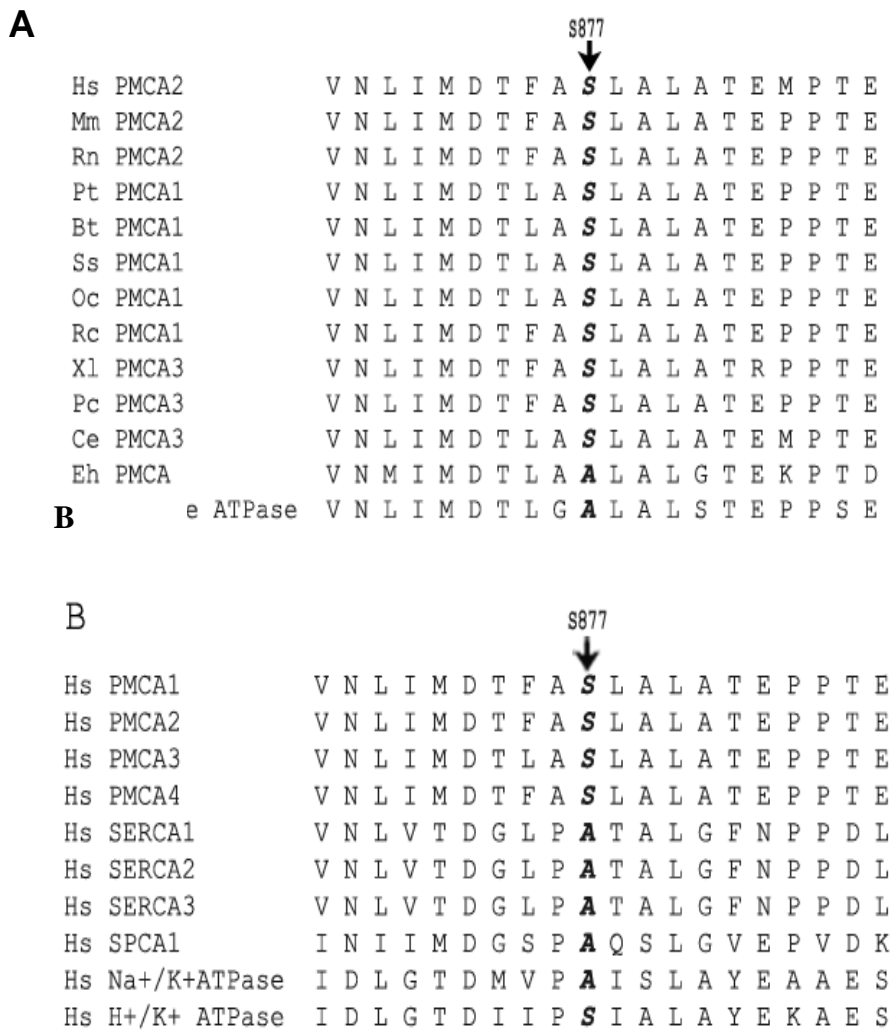 A
S877
Hs PMCA2 V N L I M D T F A S L A L A T E M P T E
Mm PMCA2 V N L I M D T F A S L A L A T E P P T E
Rn PMCA2 V N L I M D T F A S L A L A T E P P T E
Pt PMCA1 V N L I M D T L A S L A L A T E P P T E
Bt PMCA1 V N L I M D T L A S L A L A T E P P T E
Ss PMCA1 V N L I M D T L A S L A L A T E P P T E
Oc PMCA1 V N L I M D T L A S L A L A T E P P T E
Rc PMCA1 V N L I M D T F A S L A L A T E P P T E
Xl PMCA3 V N L I M D T F A S L A L A T R P P T E
Pc PMCA3 V N L I M D T F A S L A L A T E P P T E
Ce PMCA3 V N L I M D T L A S L A L A T E M P T E
Eh PMCA V N M I M D T L A A L A L G T E K P T D
B e ATPase V N L I M D T L G A L A L S T E P P S E
B
S877
Hs PMCA1 V N L I M D T F A S L A L A T E P P T E
Hs PMCA2 V N L I M D T F A S L A L A T E P P T E
Hs PMCA3 V N L I M D T L A S L A L A T E P P T E
Hs PMCA4 V N L I M D T F A S L A L A T E P P T E
Hs SERCA1 V N L V T D G L P A T A L G F N P P D L
Hs SERCA2 V N L V T D G L P A T A L G F N P P D L
Hs SERCA3 V N L V T D G L P A T A L G F N P P D L
Hs SPCA1 I N I I M D G S P A Q S L G V E P V D K
Hs Na+/K+ATPase I D L G T D M V P A I S L A Y E A A E S
Hs H+/K+ ATPase I D L G T D I I P S I A L A Y E K A E S